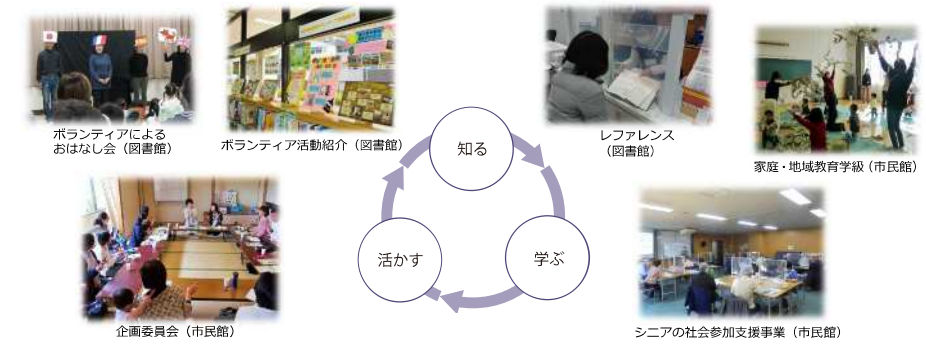 ボランティアによる
おはなし会（図書館）
ボランティア活動紹介（図書館）
レファレンス
（図書館）
家庭・地域教育学級（市民館）
知る
活かす
学ぶ
企画委員会（市民館）
シニアの社会参加支援事業（市民館）